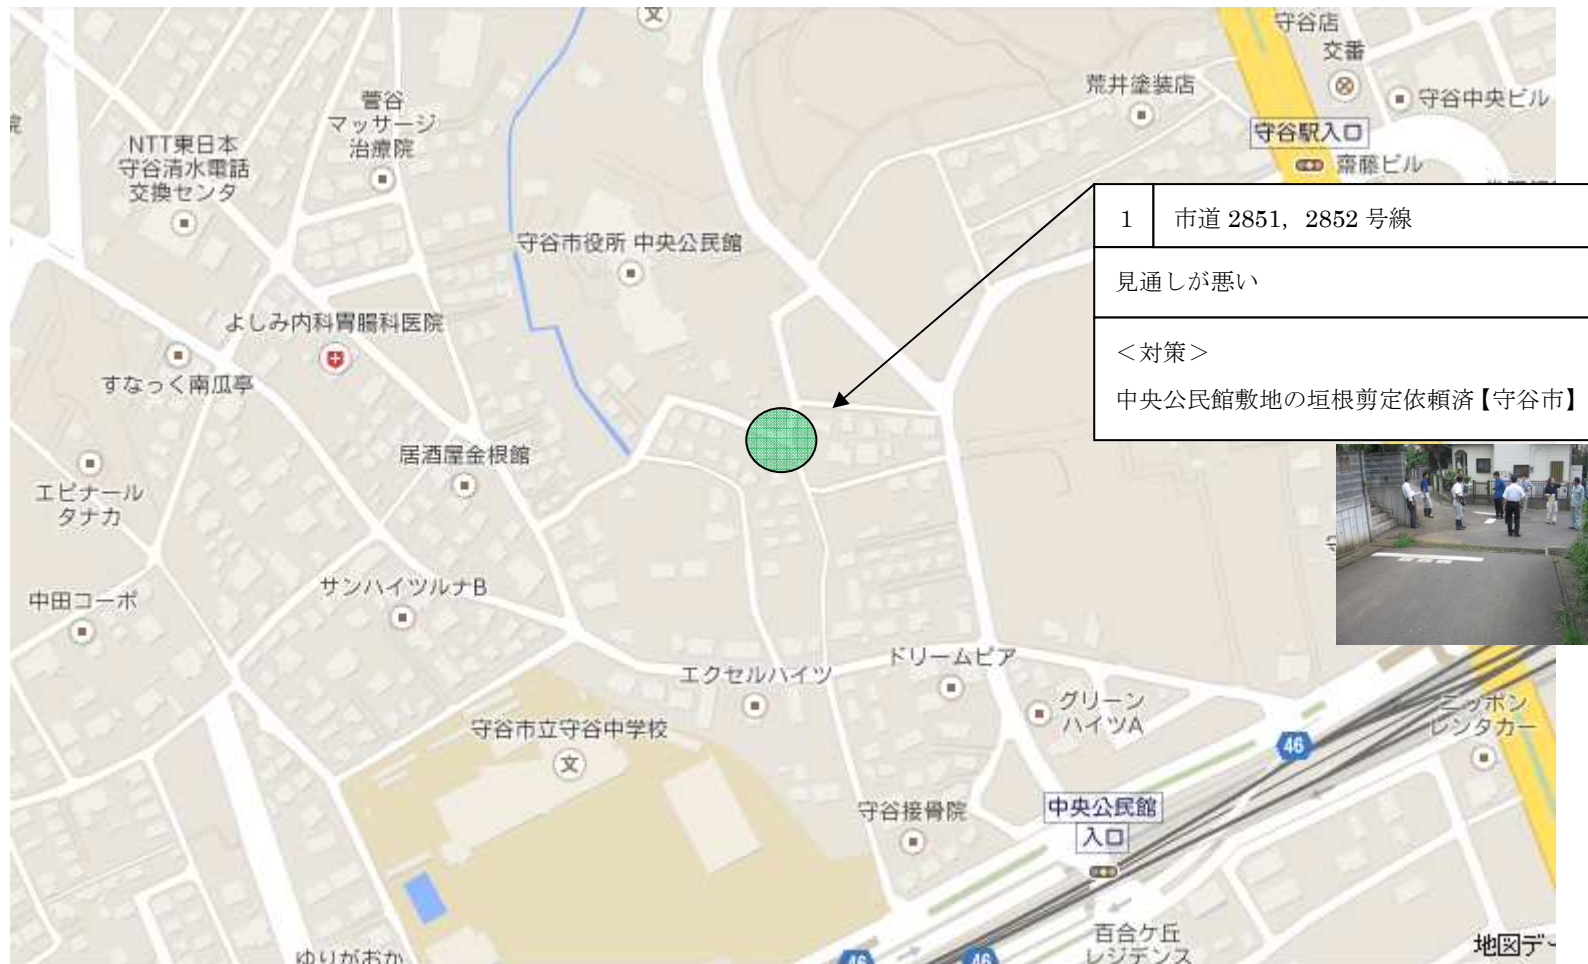 文
守谷店
交番
荒井塗装店
守谷中央ビル
菅谷
マッサージ
治療院
NTT東日本
守谷清水電話
交換センタ
守谷駅入口
齋藤ビル
1 市道 2851，2852 号線
見通しが悪い
＜対策＞
中央公民館敷地の垣根剪定依頼済【守谷市】
守谷市役所 中央公民館
よしみ内科胃腸科医院
すなっく南瓜亭
居酒屋金根館
エピナール
タナカ
サンハイツルナB
中田コーポ
エクセルハイツ
ドリームピア
グリーン
ハイツA
ニッポン
レンタカー
46
守谷市立守谷中学校
文
守谷接骨院
中央公民館
入口
百合ケ丘
レジデンス
ゆりがおか
46
46
地図デー